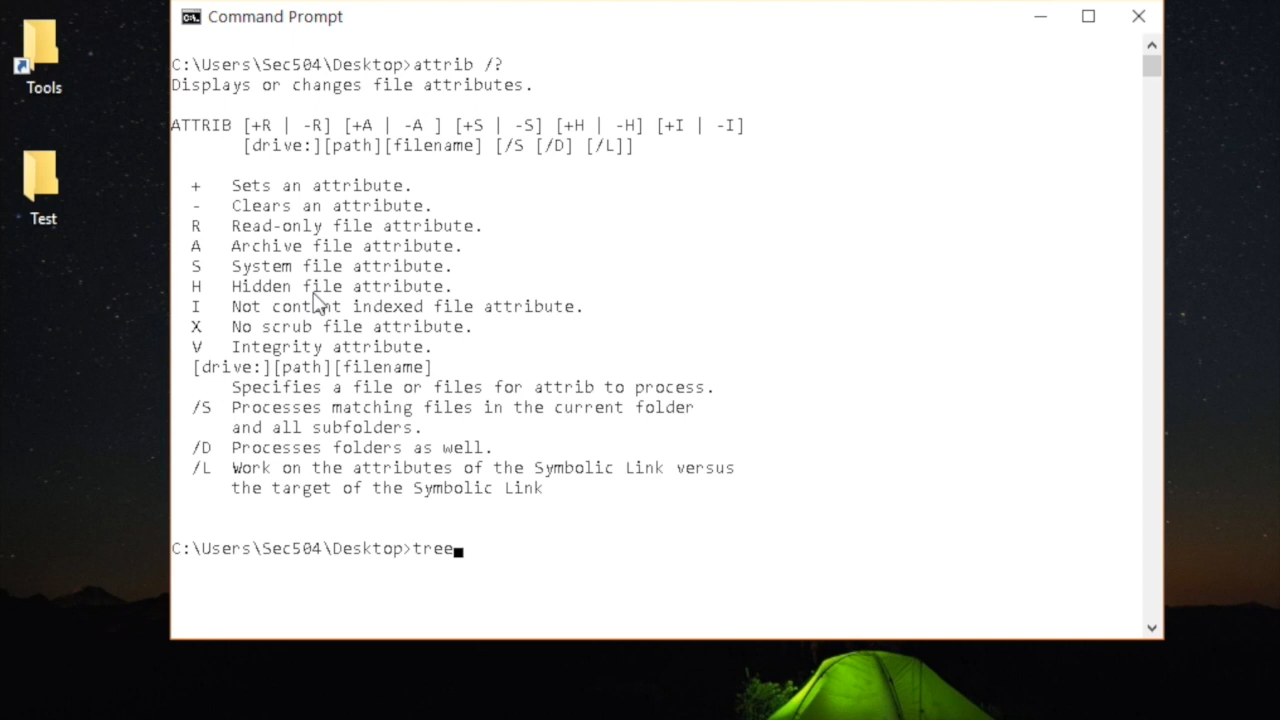 Command Prompt
Tools
Test
C:\Users\Sec504\Desktop>attrib /?
Displays or changes file attributes.
ATTRIB [+R | -R] [+A | -A ] [+S | -S] [+H | -H] [+I | -I]
       [drive:][path][filename] [/S [/D] [/L]]
  +   Sets an attribute.
  -   Clears an attribute.
  R   Read-only file attribute.
  A   Archive file attribute.
  S   System file attribute.
  H   Hidden file attribute.
  I   Not content indexed file attribute.
  X   No scrub file attribute.
  V   Integrity attribute.
  [drive:][path][filename]
      Specifies a file or files for attrib to process.
  /S  Processes matching files in the current folder
      and all subfolders.
  /D  Processes folders as well.
  /L  Work on the attributes of the Symbolic Link versus
      the target of the Symbolic Link
C:\Users\Sec504\Desktop>tree